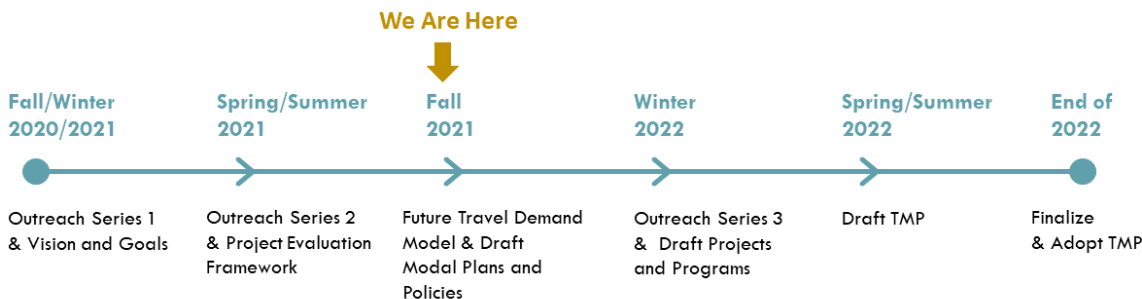 We Are Here
Fall/Winter
2020/2021
Spring/Summer
2021
Fall
2021
Winter
2022
Spring/Summer
2022
End of
2022
Outreach Series 1
& Vision and Goals
Outreach Series 2
& Project Evaluation
Framework
Future Travel Demand
Model & Draft
Modal Plans and
Policies
Outreach Series 3
& Draft Projects
and Programs
Draft TMP
Finalize
& Adopt TMP